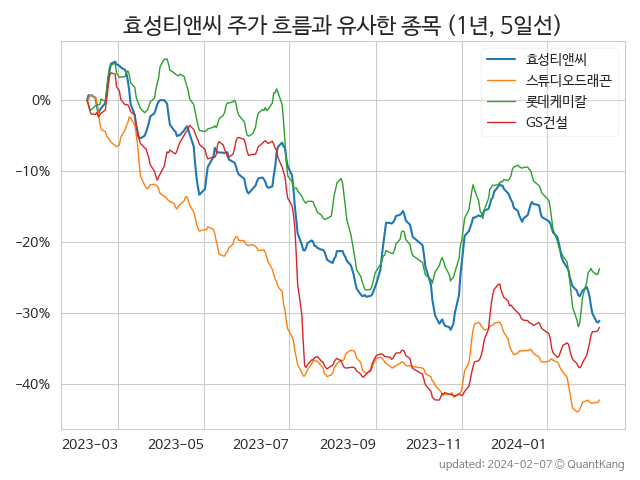 효성티앤씨 주가 흐름과 유사한 종목 (1년, 5일선)
효성티앤씨
스튜디오드래곤
롯데케미칼
GS건설
0%
−10%
−20%
−30%
−40%
2023-03 2023-05 2023-07 2023-09 2023-11 2024-01
updated: 2024-02-07 © QuantKang